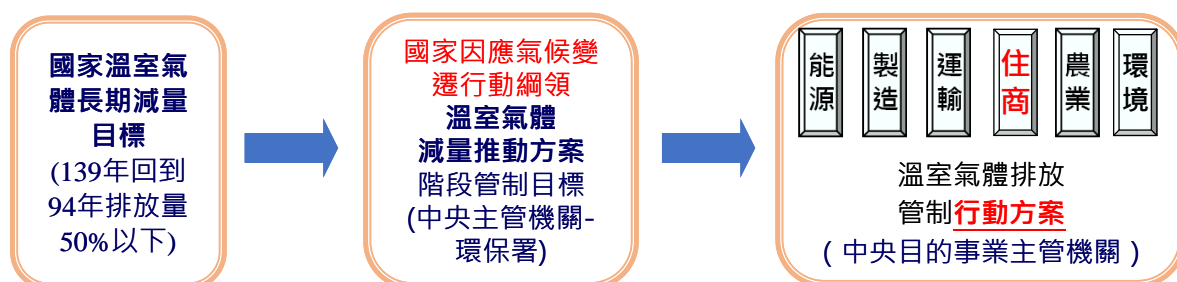 國家溫室氣
體長期減量
目標
(139年回到
94年排放量
50%以下)
國家因應氣候變
遷行動綱領
溫室氣體
減量推動方案
階段管制目標
(中央主管機關-
環保署)
能源
製造
運輸
住商
農業
環境
溫室氣體排放
管制行動方案
(中央目的事業主管機關)